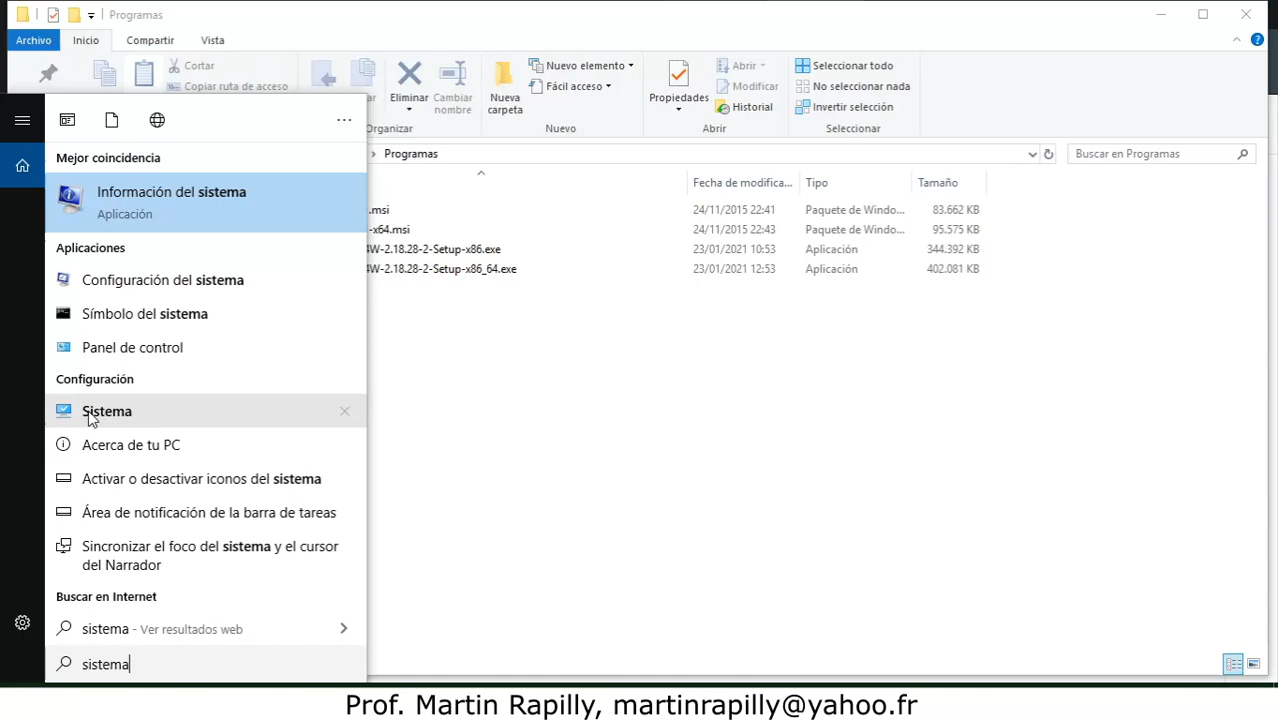 Programas
Archivo Inicio Compartir Vista
Cortar
Copiar ruta de acceso
Eliminar
Cambiar nombre
Nueva carpeta
Nuevo elemento
Fácil acceso
Propiedades
Abrir
Modificar
Historial
Seleccionar todo
No seleccionar nada
Invertir selección
Organizar Nuevo Abrir Seleccionar
Programas
Buscar en Programas
Fecha de modifica... Tipo Tamaño
.msi 24/11/2015 22:41 Paquete de Windo... 83.662 KB
-x64.msi 24/11/2015 22:43 Paquete de Windo... 95.575 KB
4W-2.18.28-2-Setup-x86.exe 23/01/2021 10:53 Aplicación 344.392 KB
4W-2.18.28-2-Setup-x86_64.exe 23/01/2021 12:53 Aplicación 402.081 KB
Mejor coincidencia
Información del sistema
Aplicación
Aplicaciones
Configuración del sistema
Símbolo del sistema
Panel de control
Configuración
Sistema
Acerca de tu PC
Activar o desactivar iconos del sistema
Área de notificación de la barra de tareas
Sincronizar el foco del sistema y el cursor
del Narrador
Buscar en Internet
sistema - Ver resultados web
sistema
Prof. Martin Rapilly, martinrapilly@yahoo.fr